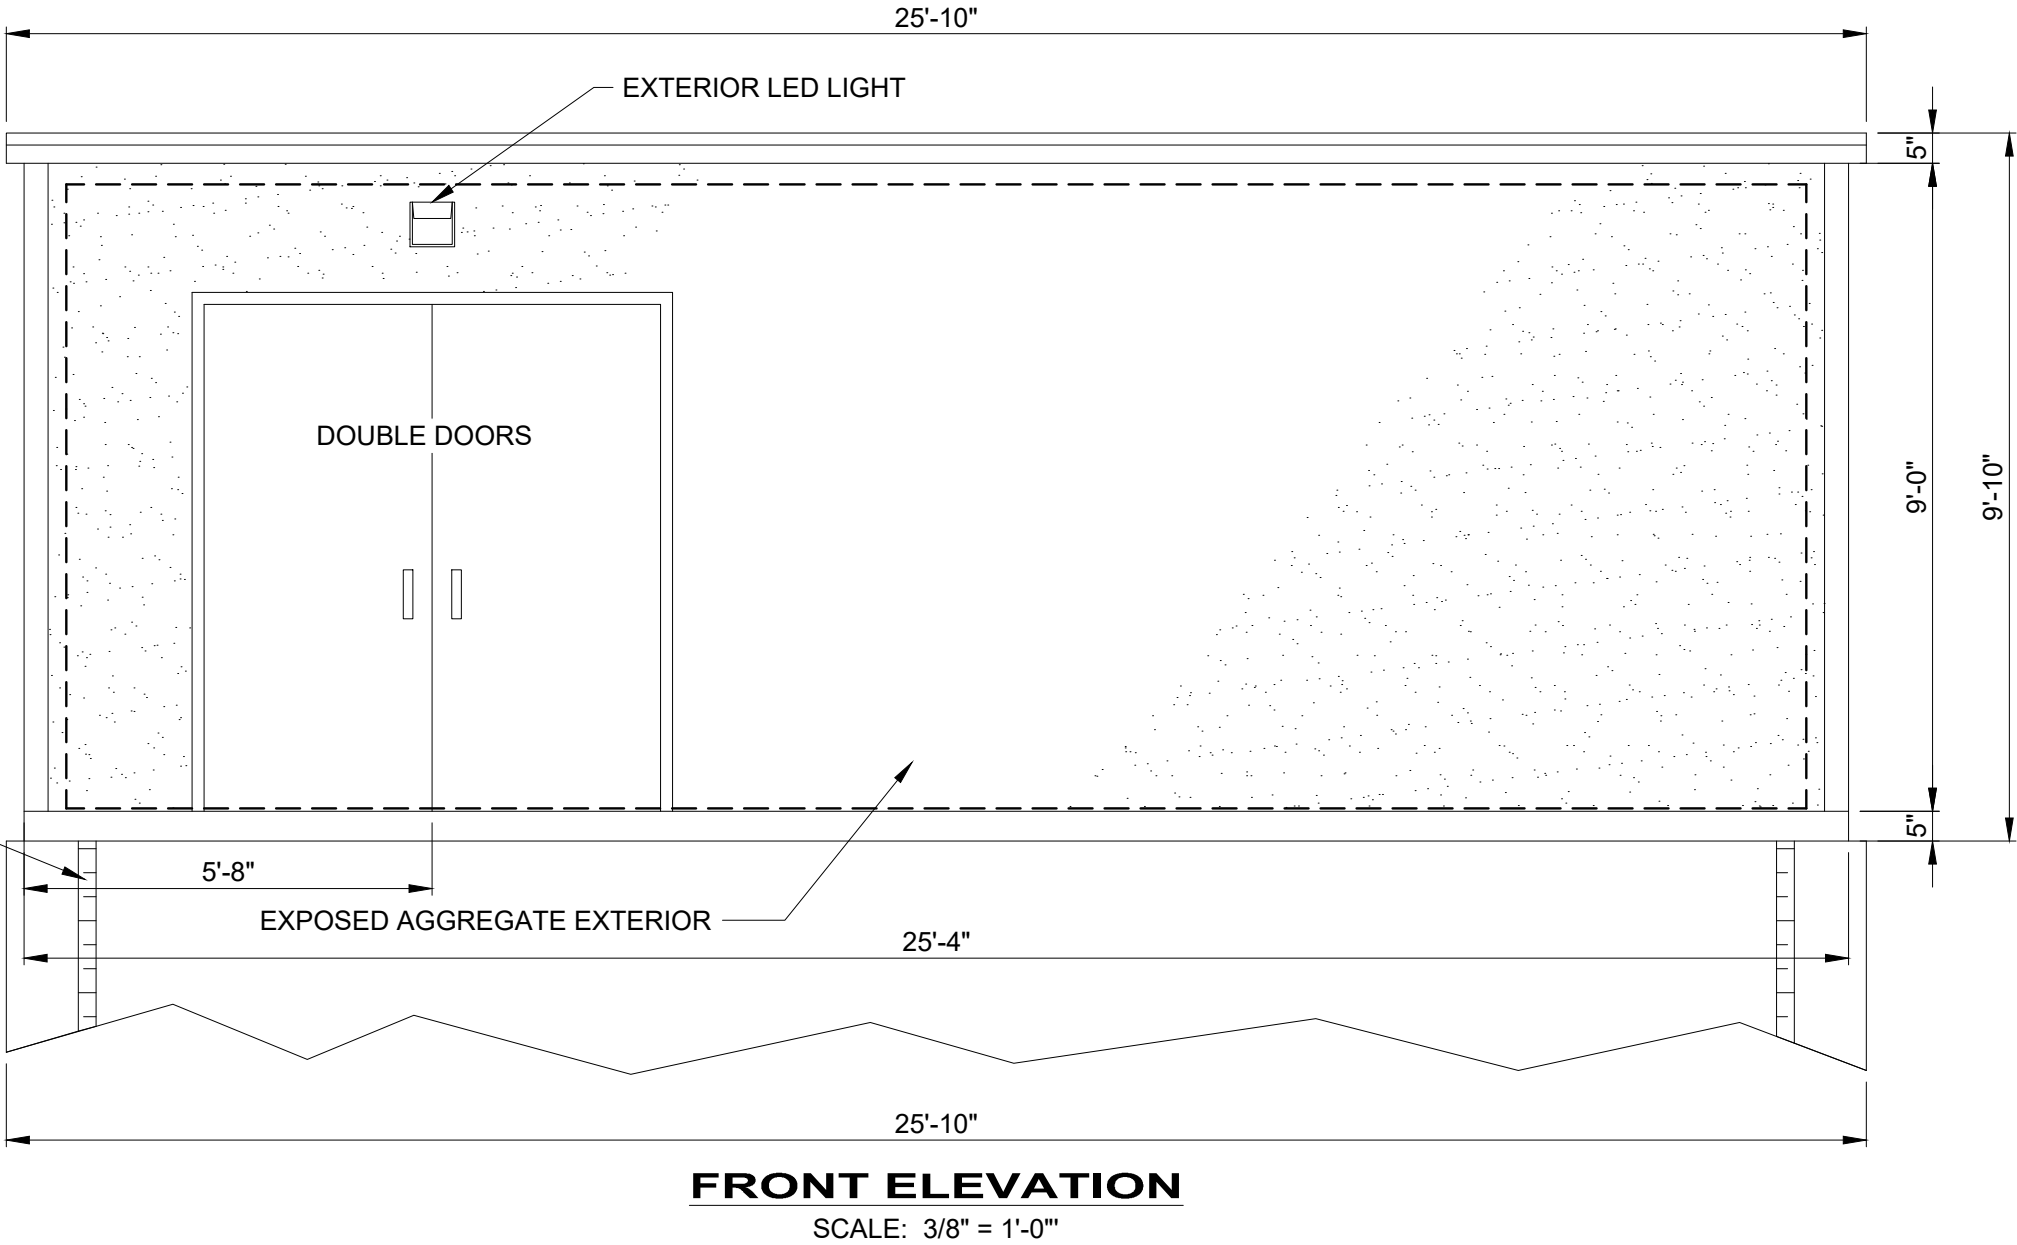 25'-10"
EXTERIOR LED LIGHT
5"
DOUBLE DOORS
9'-0"
9'-10"
5"
5'-8"
EXPOSED AGGREGATE EXTERIOR
25'-4"
25'-10"
FRONT ELEVATION
SCALE: 3/8" = 1'-0"'